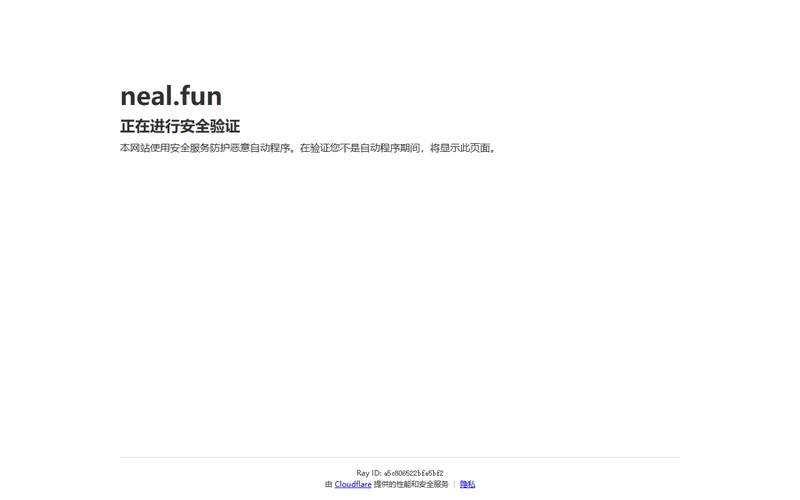 neal.fun
正在进行安全验证
本网站使用安全服务防护恶意自动程序。在验证您不是自动程序期间，将显示此页面。
Ray ID: a5c806522bfe5bf2
由 Cloudflare 提供的性能和安全服务 | 隐私